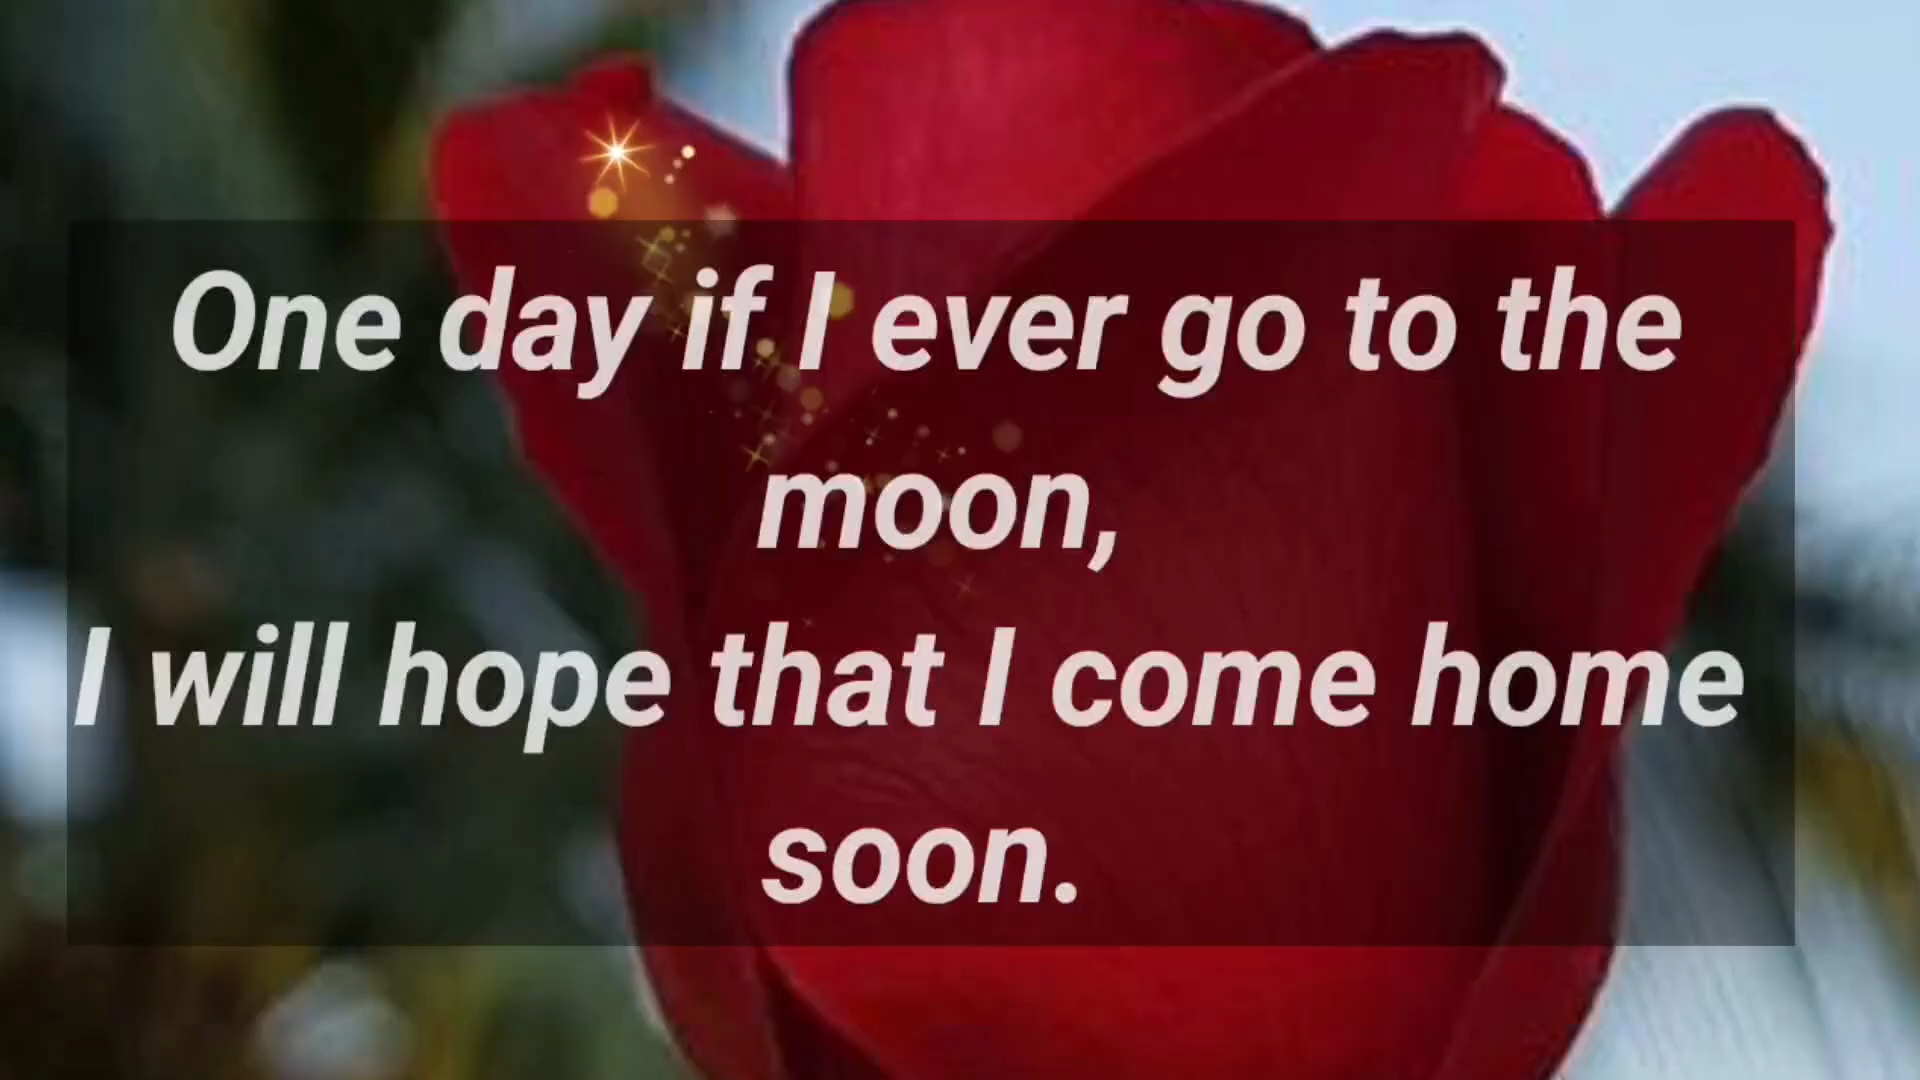 One day if I ever go to the
moon,
I will hope that I come home
soon.